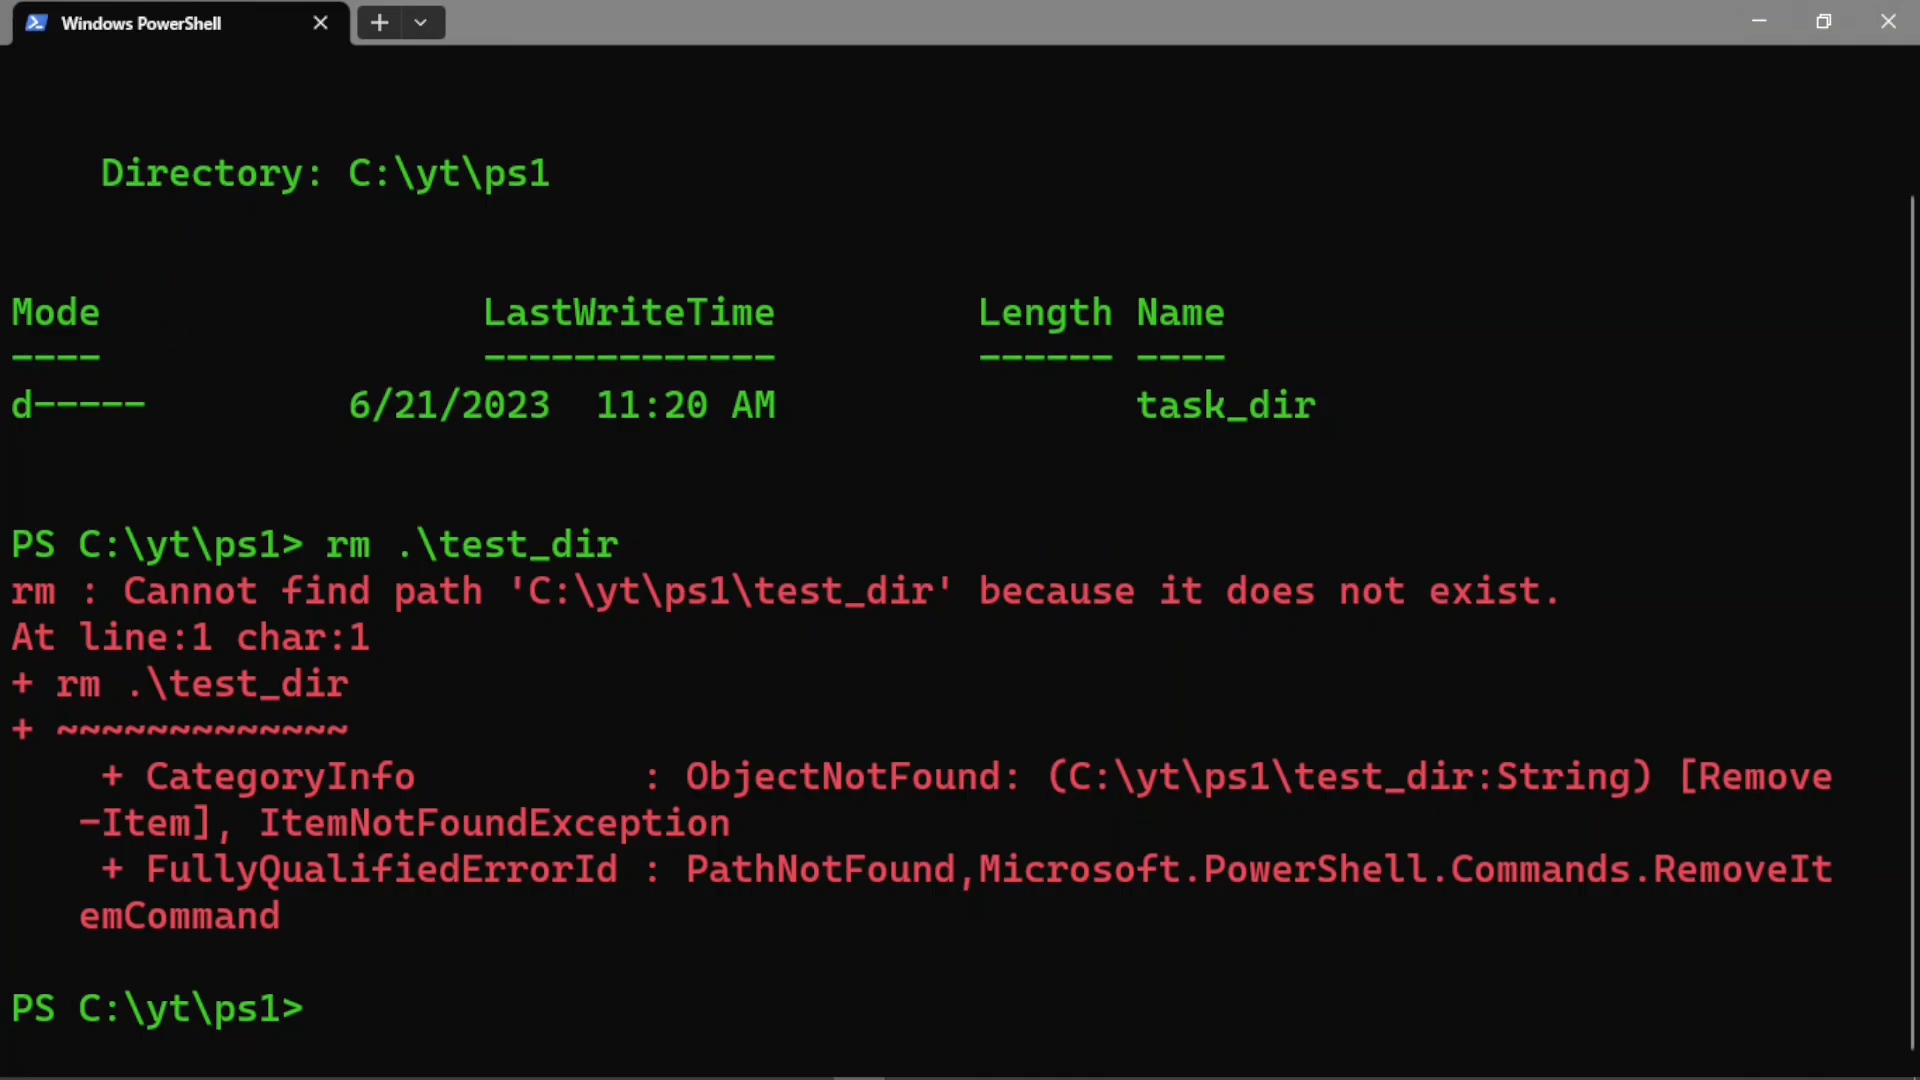 Windows PowerShell
Directory: C:\yt\ps1
Mode LastWriteTime Length Name
---- ------------- ------ ----
d----- 6/21/2023 11:20 AM task_dir
PS C:\yt\ps1> rm .\test_dir
rm : Cannot find path 'C:\yt\ps1\test_dir' because it does not exist.
At line:1 char:1
+ rm .\test_dir
+ ~~~~~~~~~~~~~
+ CategoryInfo : ObjectNotFound: (C:\yt\ps1\test_dir:String) [Remove
-Item], ItemNotFoundException
+ FullyQualifiedErrorId : PathNotFound,Microsoft.PowerShell.Commands.RemoveIt
emCommand
PS C:\yt\ps1>